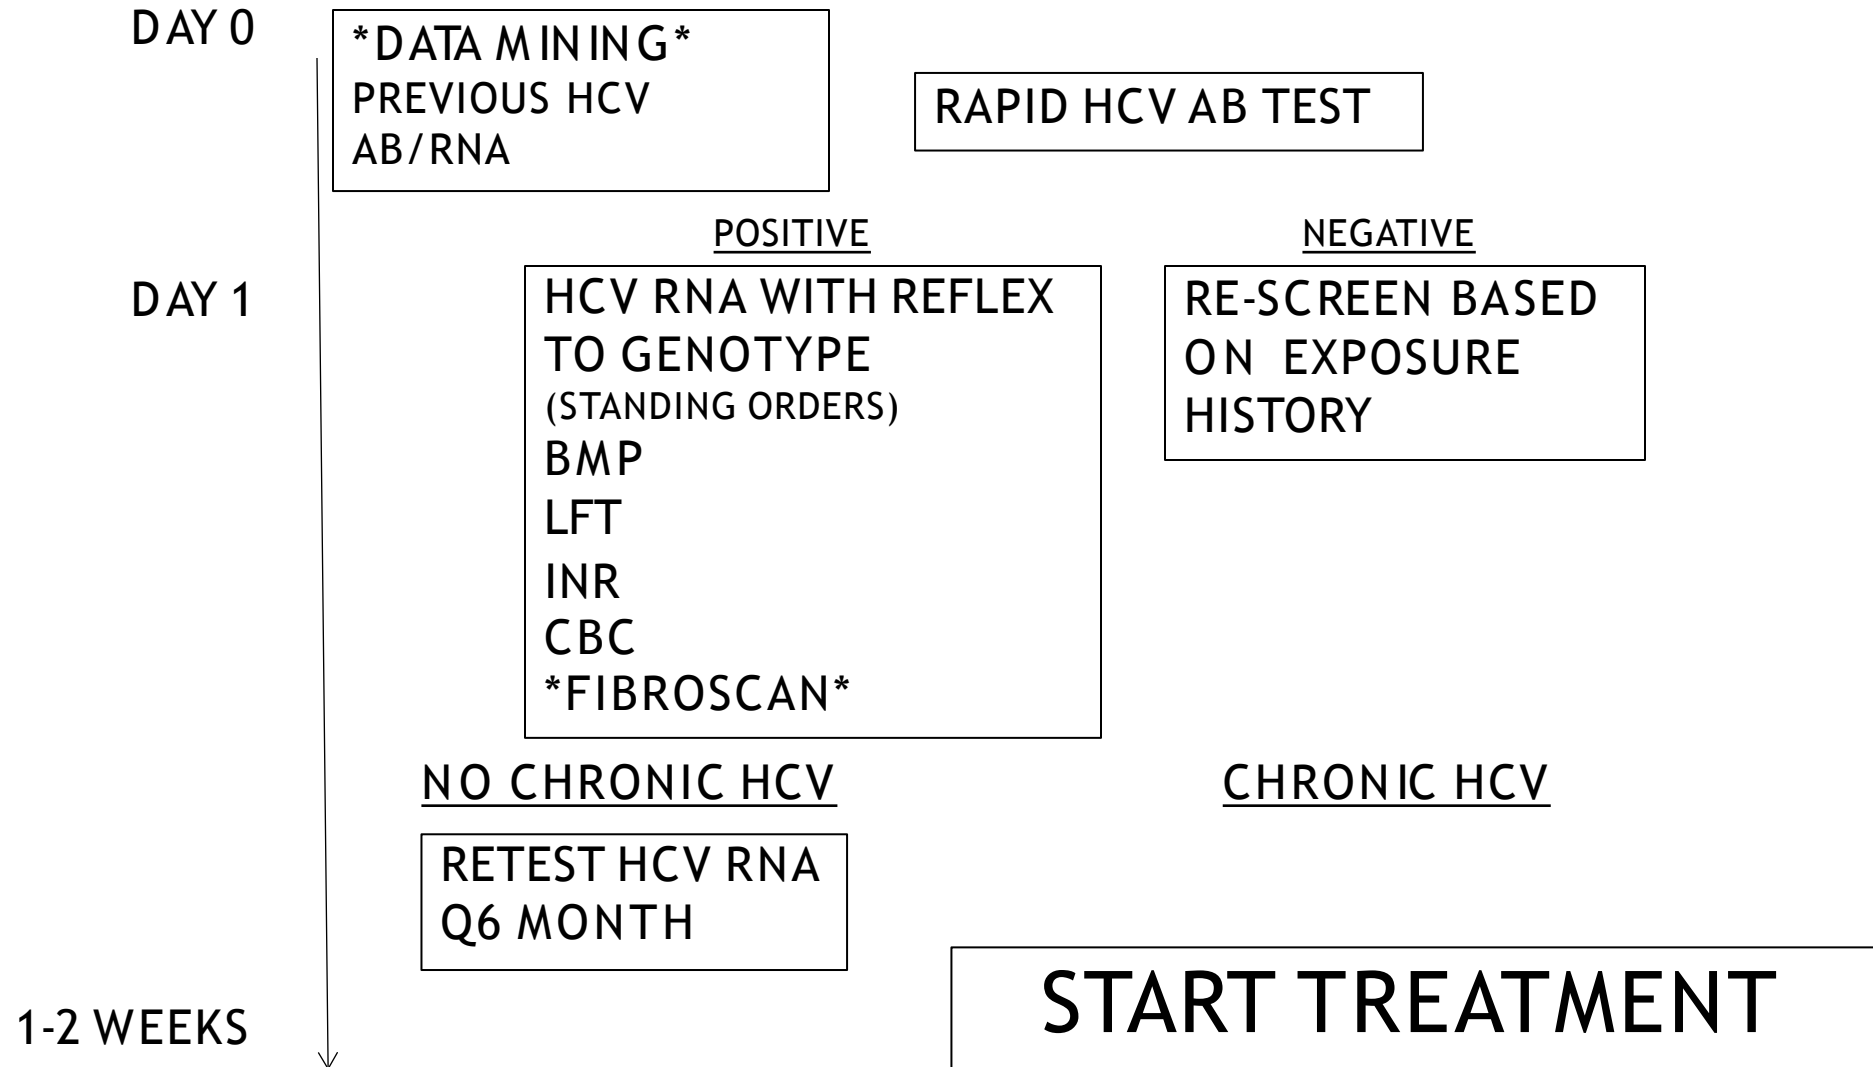 DAY 0
*DATA MINING*
PREVIOUS HCV
AB/RNA
RAPID HCV AB TEST
POSITIVE
NEGATIVE
DAY 1
HCV RNA WITH REFLEX
TO GENOTYPE
(STANDING ORDERS)
BMP
LFT
INR
CBC
*FIBROSCAN*
RE-SCREEN BASED
ON EXPOSURE
HISTORY
NO CHRONIC HCV
CHRONIC HCV
RETEST HCV RNA
Q6 MONTH
START TREATMENT
1-2 WEEKS